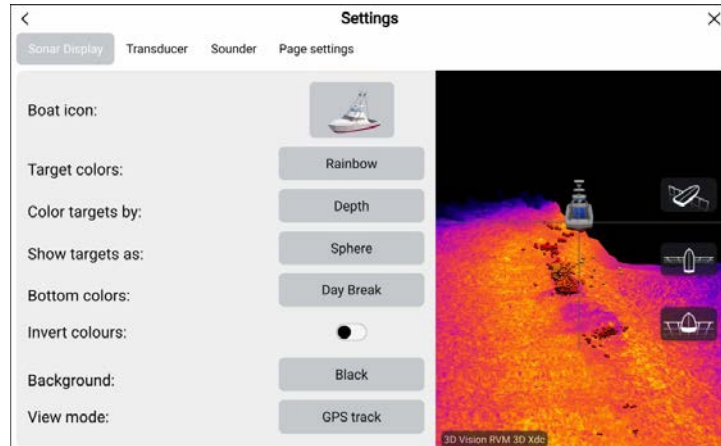 Settings
Sonar Display Transducer Sounder Page settings
Boat icon:
Target colors: Rainbow
Color targets by: Depth
Show targets as: Sphere
Bottom colors: Day Break
Invert colours:
Background: Black
View mode: GPS track
3D Vision RVM 3D Xdc